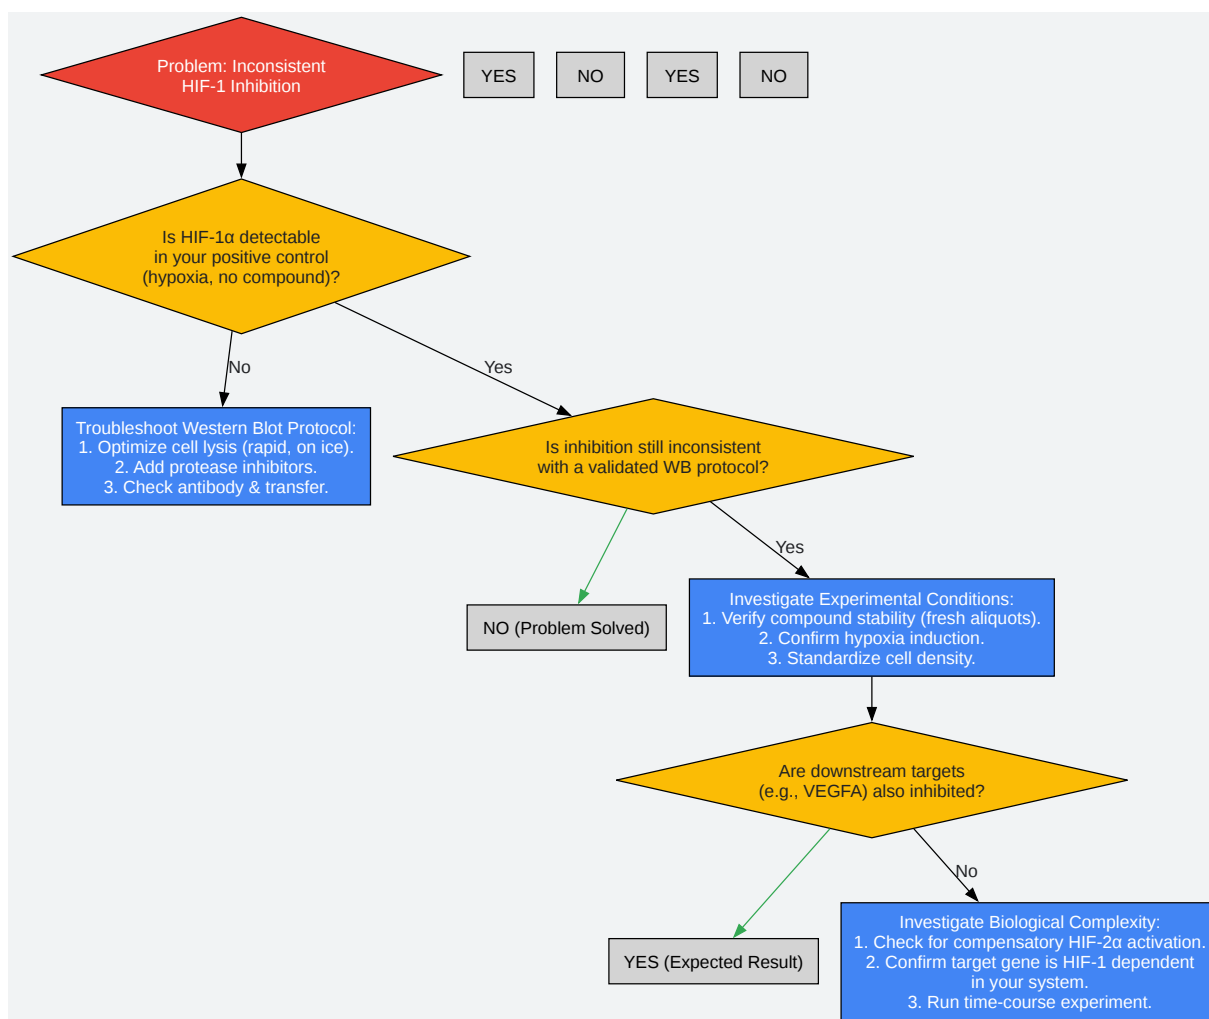 Problem: Inconsistent
HIF-1 Inhibition
YES
NO
YES
NO
Is HIF-1α detectable
in your positive control
(hypoxia, no compound)?
No
Yes
Troubleshoot Western Blot Protocol:
1. Optimize cell lysis (rapid, on ice).
2. Add protease inhibitors.
3. Check antibody & transfer.
Is inhibition still inconsistent
with a validated WB protocol?
Yes
NO (Problem Solved)
Investigate Experimental Conditions:
1. Verify compound stability (fresh aliquots).
2. Confirm hypoxia induction.
3. Standardize cell density.
Are downstream targets
(e.g., VEGFA) also inhibited?
No
YES (Expected Result)
Investigate Biological Complexity:
1. Check for compensatory HIF-2α activation.
2. Confirm target gene is HIF-1 dependent
in your system.
3. Run time-course experiment.